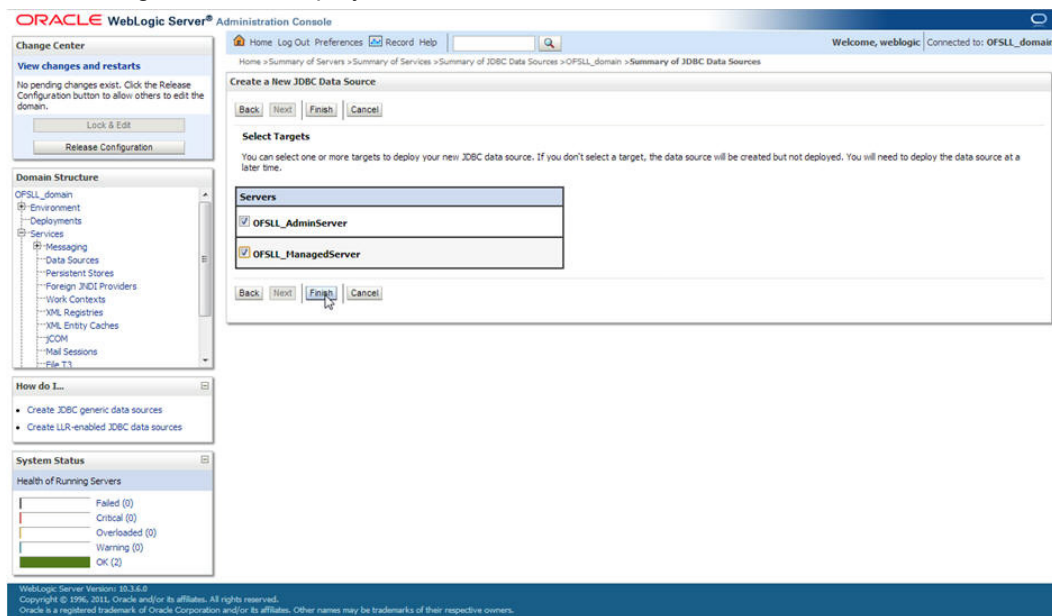 ORACLE WebLogic Server® Administration Console
Change Center
View changes and restarts
No pending changes exist. Click the Release
Configuration button to allow others to edit the
domain.
Lock & Edit
Release Configuration
Domain Structure
OFSLL_domain
Environment
Deployments
Services
Messaging
Data Sources
Persistent Stores
Foreign JNDI Providers
Work Contexts
XML Registries
XML Entity Caches
jCOM
Mail Sessions
File T3
How do I...
Create JDBC generic data sources
Create LLR-enabled JDBC data sources
System Status
Health of Running Servers
Failed (0)
Critical (0)
Overloaded (0)
Warning (0)
OK (2)
Home Log Out Preferences Record Help
Welcome, weblogic Connected to: OFSLL_domain
Home >Summary of Servers >Summary of Services >Summary of JDBC Data Sources >OFSLL_domain >Summary of JDBC Data Sources
Create a New JDBC Data Source
Back Next Finish Cancel
Select Targets
You can select one or more targets to deploy your new JDBC data source. If you don't select a target, the data source will be created but not deployed. You will need to deploy the data source at a
later time.
Servers
OFSLL_AdminServer
OFSLL_ManagedServer
Back Next Finish Cancel
WebLogic Server Version: 10.3.6.0
Copyright © 1996, 2011, Oracle and/or its affiliates. All rights reserved.
Oracle is a registered trademark of Oracle Corporation and/or its affiliates. Other names may be trademarks of their respective owners.